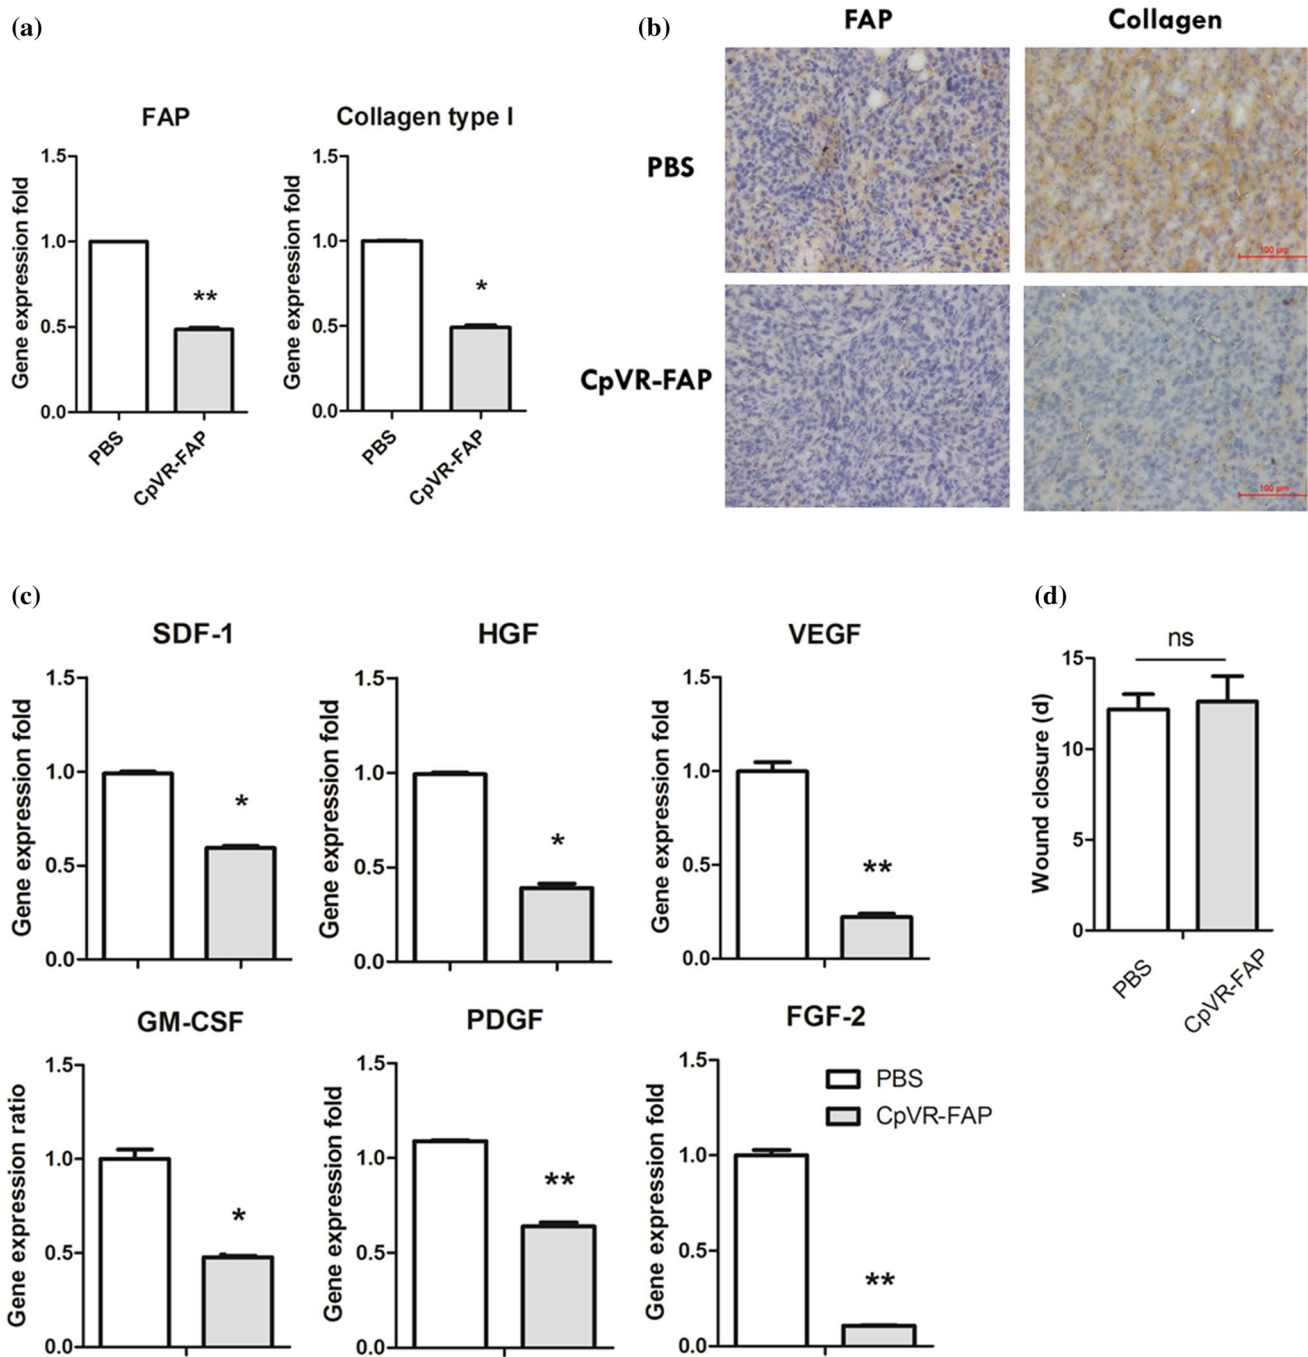 (a)
FAP
Gene expression fold
1.5
1.0
0.5
0.0
**
PBS
CpVR-FAP
Collagen type I
Gene expression fold
1.5
1.0
0.5
0.0
*
PBS
CpVR-FAP
(b)
FAP
Collagen
PBS
100 µm
CpVR-FAP
100 µm
(c)
SDF-1
Gene expression fold
1.5
1.0
0.5
0.0
*
HGF
Gene expression fold
1.5
1.0
0.5
0.0
*
VEGF
Gene expression fold
1.5
1.0
0.5
0.0
**
GM-CSF
Gene expression ratio
1.5
1.0
0.5
0.0
*
PDGF
Gene expression fold
1.5
1.0
0.5
0.0
**
FGF-2
Gene expression fold
1.5
1.0
0.5
0.0
**
PBS
CpVR-FAP
(d)
ns
Wound closure (d)
15
10
5
0
PBS
CpVR-FAP